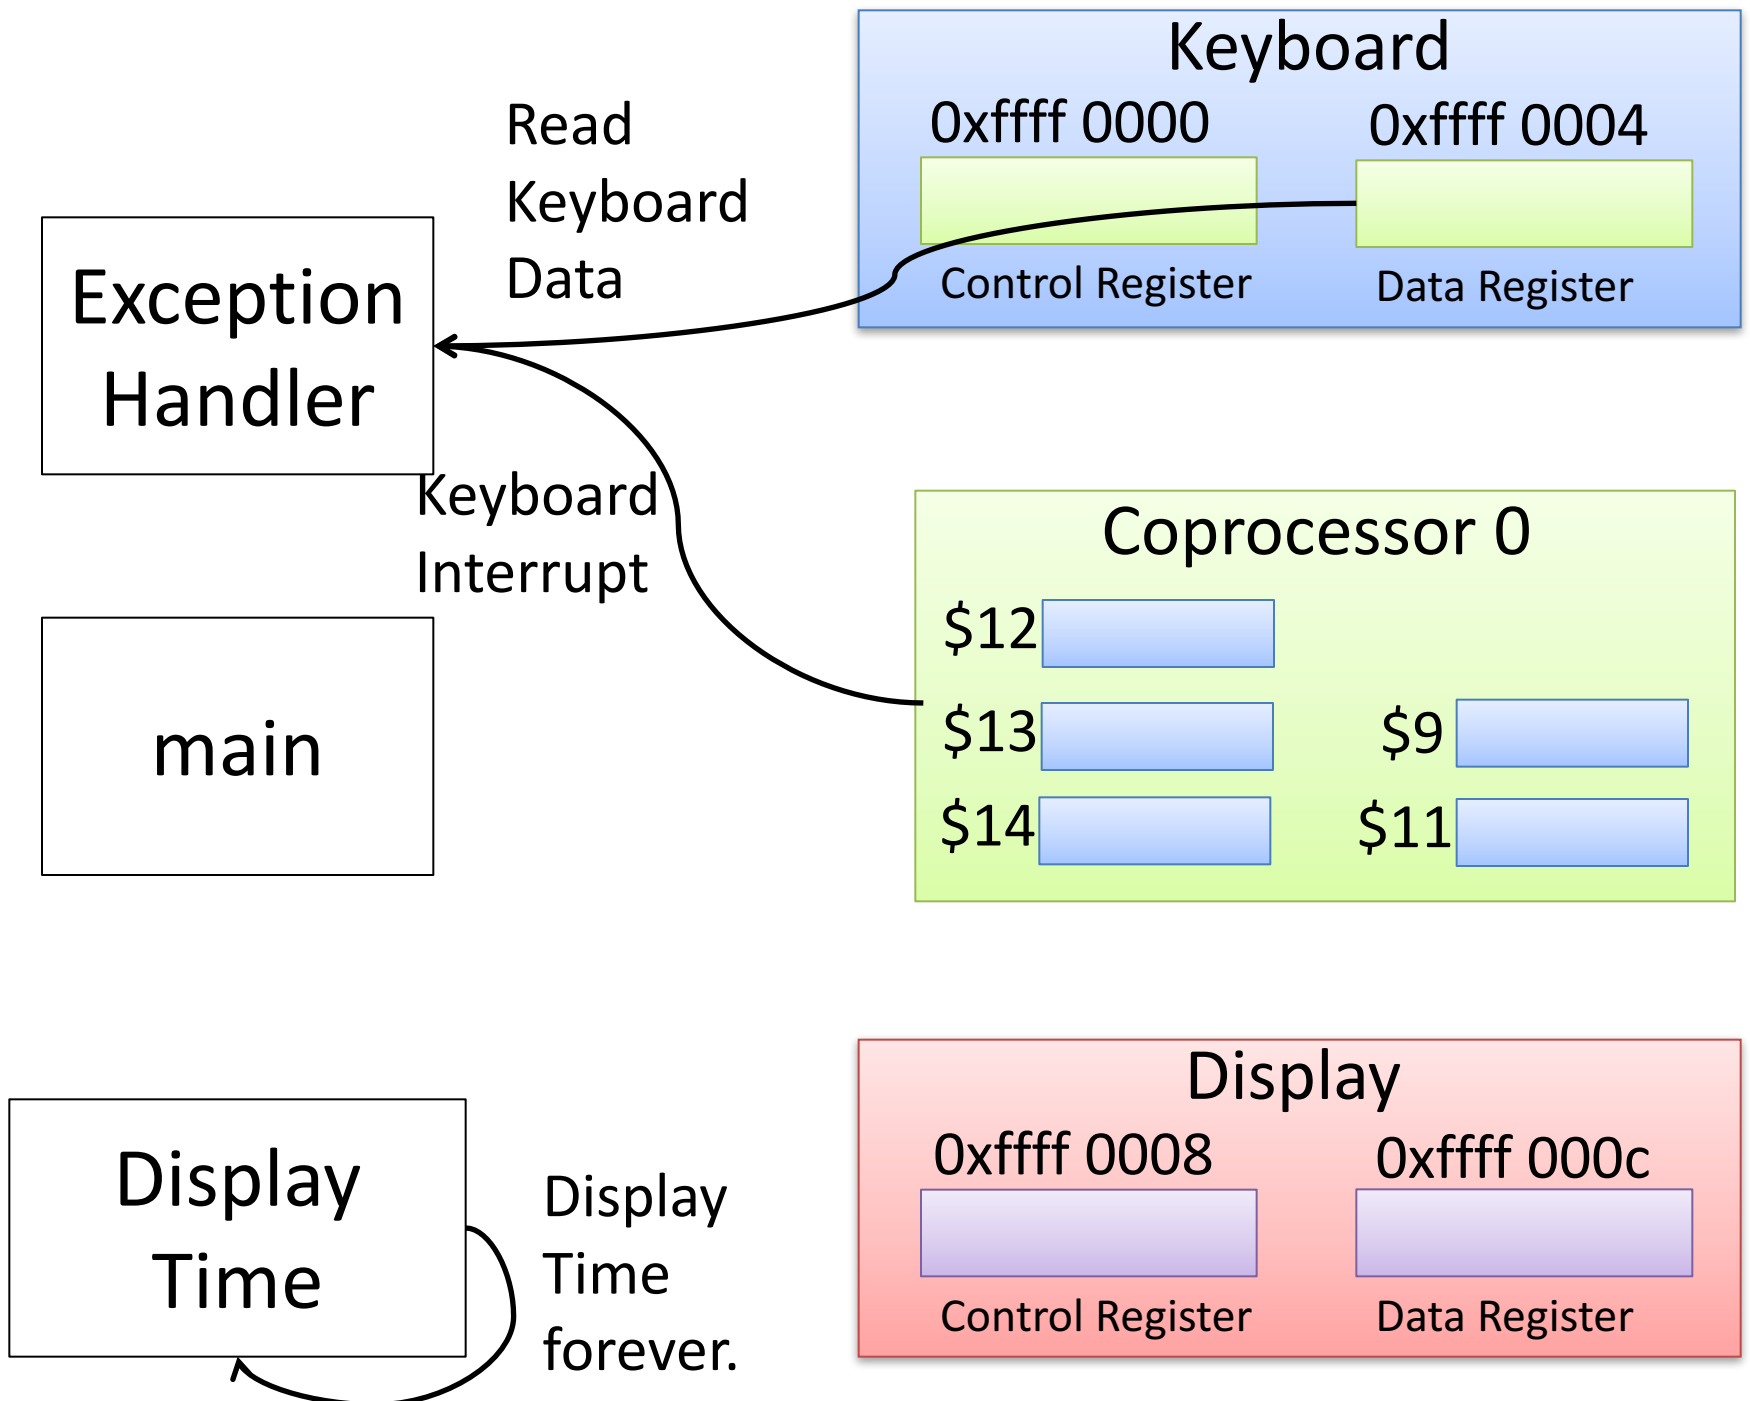 Keyboard
0xffff 0000
0xffff 0004
Control Register
Data Register
Read
Keyboard
Data
Exception
Handler
Keyboard
Interrupt
Coprocessor 0
$12
$13
$9
$14
$11
main
Display
0xffff 0008
0xffff 000c
Control Register
Data Register
Display
Time
Display
Time
forever.